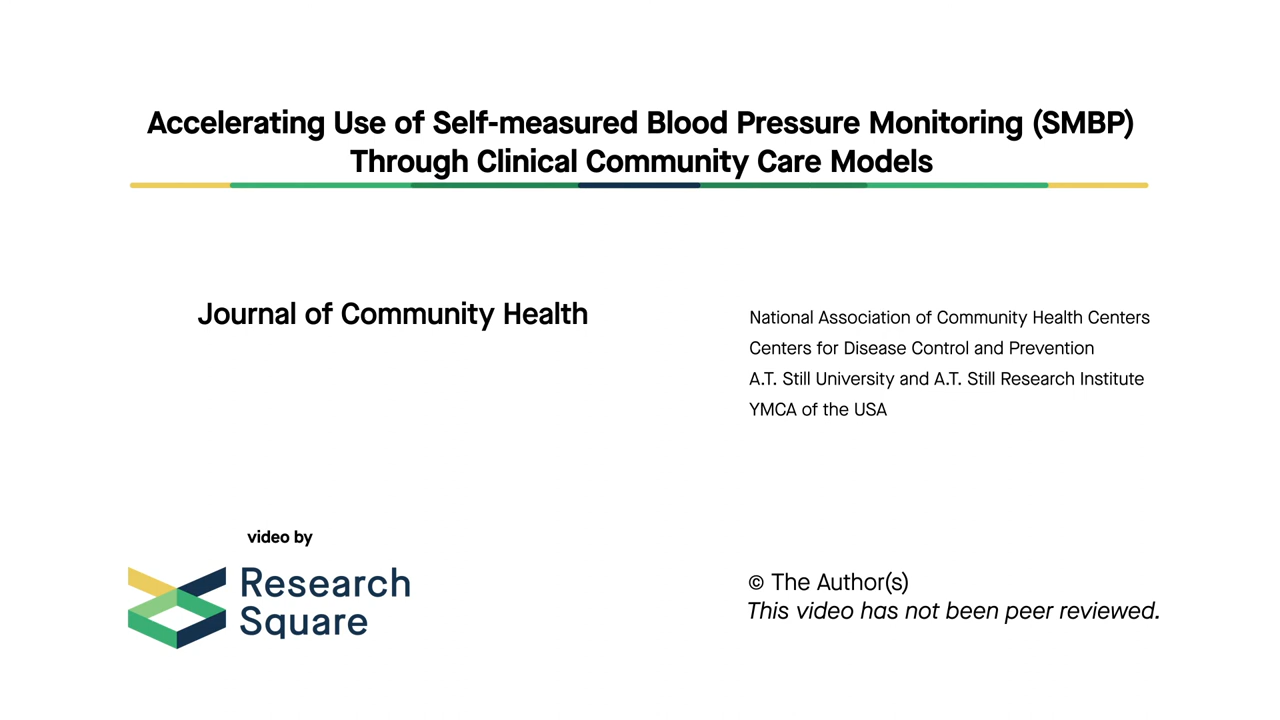 Accelerating Use of Self-measured Blood Pressure Monitoring (SMBP)
Through Clinical Community Care Models
Journal of Community Health
National Association of Community Health Centers
Centers for Disease Control and Prevention
A.T. Still University and A.T. Still Research Institute
YMCA of the USA
video by
Research
Square
© The Author(s)
This video has not been peer reviewed.